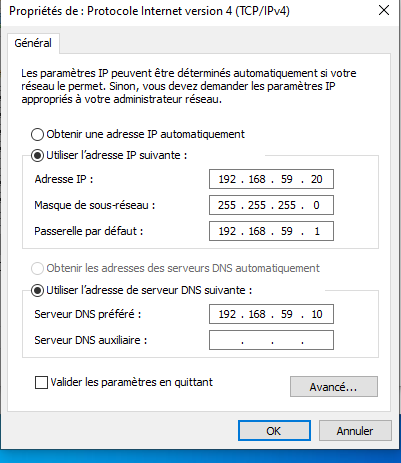 Propriétés de : Protocole Internet version 4 (TCP/IPv4)
Général
Les paramètres IP peuvent être déterminés automatiquement si votre
réseau le permet. Sinon, vous devez demander les paramètres IP
appropriés à votre administrateur réseau.
Obtenir une adresse IP automatiquement
Utiliser l'adresse IP suivante :
Adresse IP : 192 . 168 . 59 . 20
Masque de sous-réseau : 255 . 255 . 255 . 0
Passerelle par défaut : 192 . 168 . 59 . 1
Obtenir les adresses des serveurs DNS automatiquement
Utiliser l'adresse de serveur DNS suivante :
Serveur DNS préféré : 192 . 168 . 59 . 10
Serveur DNS auxiliaire : . . .
Valider les paramètres en quittant
Avancé...
OK Annuler